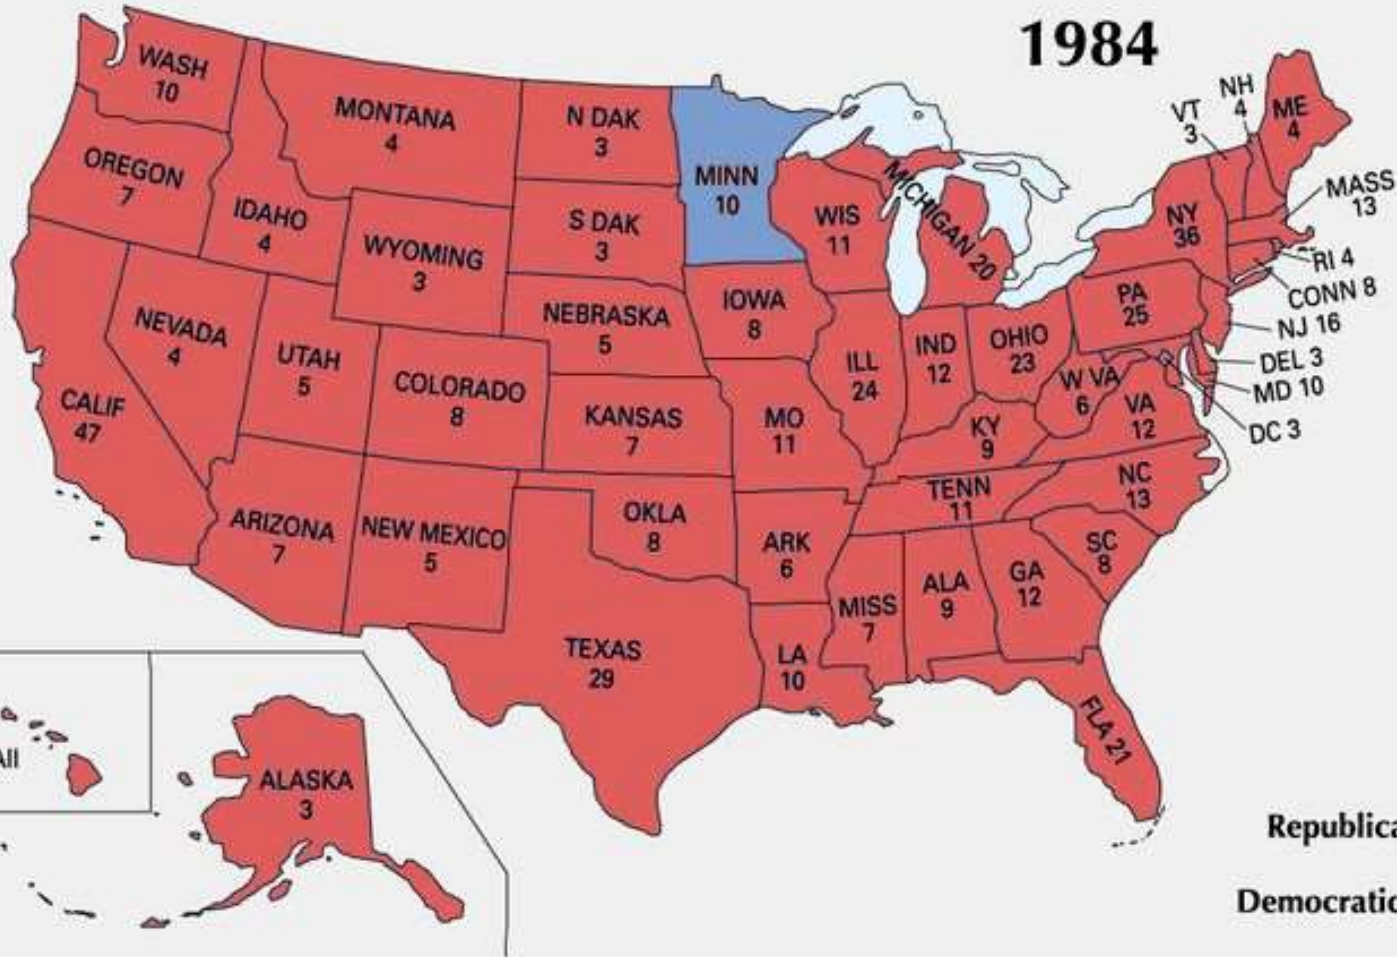 1984
WASH
10
MONTANA
4
N DAK
3
MINN
10
OREGON
7
IDAHO
4
WYOMING
3
S DAK
3
WIS
11
MICHIGAN 20
VT
3
NH
4
ME
4
MASS
13
NY
36
RI 4
CONN 8
NJ 16
DEL 3
MD 10
DC 3
PA
25
NEVADA
4
UTAH
5
COLORADO
8
NEBRASKA
5
IOWA
8
ILL
24
IND
12
OHIO
23
W VA
6
VA
12
CALIF
47
KANSAS
7
MO
11
KY
9
NC
13
TENN
11
ARIZONA
7
NEW MEXICO
5
OKLA
8
ARK
6
SC
8
MISS
7
ALA
9
GA
12
TEXAS
29
LA
10
FLA 21
AII
ALASKA
3
Republica
Democratic